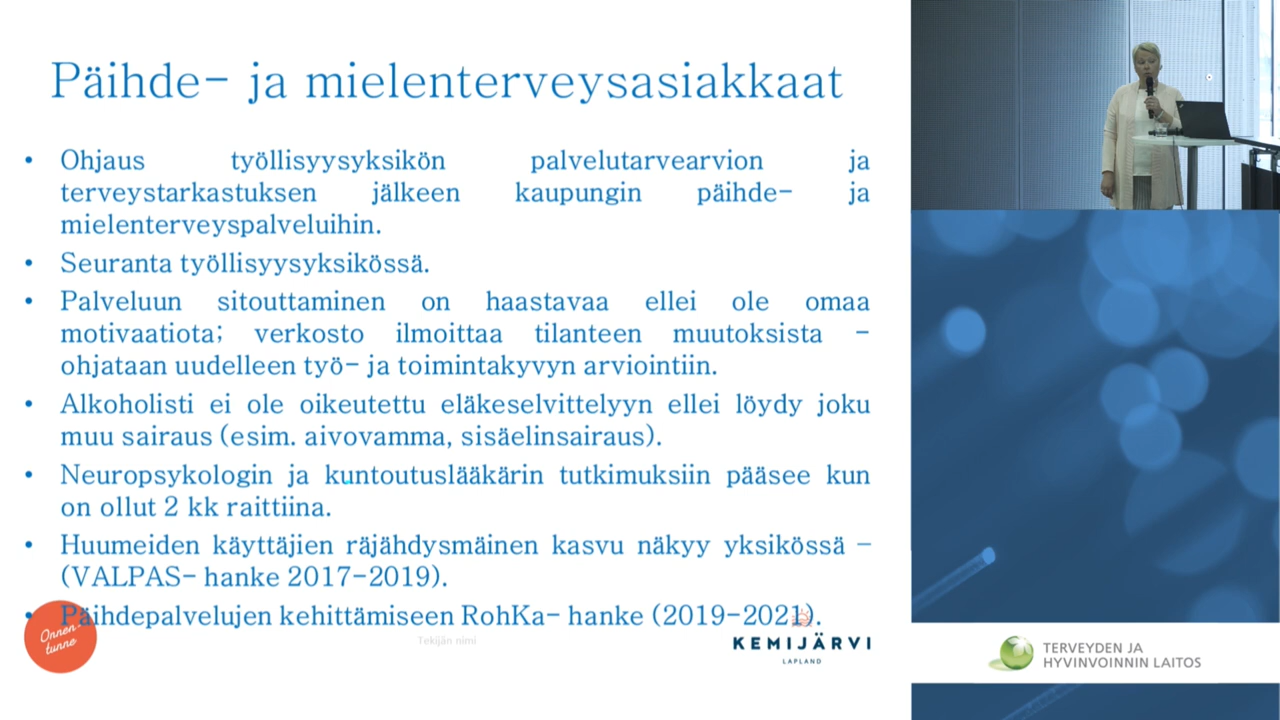 Päihde- ja mielenterveysasiakkaat
• Ohjaus työllisyysyksikön palvelutarvearvion ja
terveystarkastuksen jälkeen kaupungin päihde- ja
mielenterveyspalveluihin.
• Seuranta työllisyysyksikössä.
• Palveluun sitouttaminen on haastavaa ellei ole omaa
motivaatiota; verkosto ilmoittaa tilanteen muutoksista -
ohjataan uudelleen työ- ja toimintakyvyn arviointiin.
• Alkoholisti ei ole oikeutettu eläkeselvittelyyn ellei löydy joku
muu sairaus (esim. aivovamma, sisäelinsairaus).
• Neuropsykologin ja kuntoutuslääkärin tutkimuksiin pääsee kun
on ollut 2 kk raittiina.
• Huumeiden käyttäjien räjähdysmäinen kasvu näkyy yksikössä –
(VALPAS- hanke 2017-2019).
• Päihdepalvelujen kehittämiseen RohKa- hanke (2019-2021).
Onnen-
tunne
Tekijän nimi
KEMIJÄRVI
LAPLAND
TERVEYDEN JA
HYVINVOINNIN LAITOS